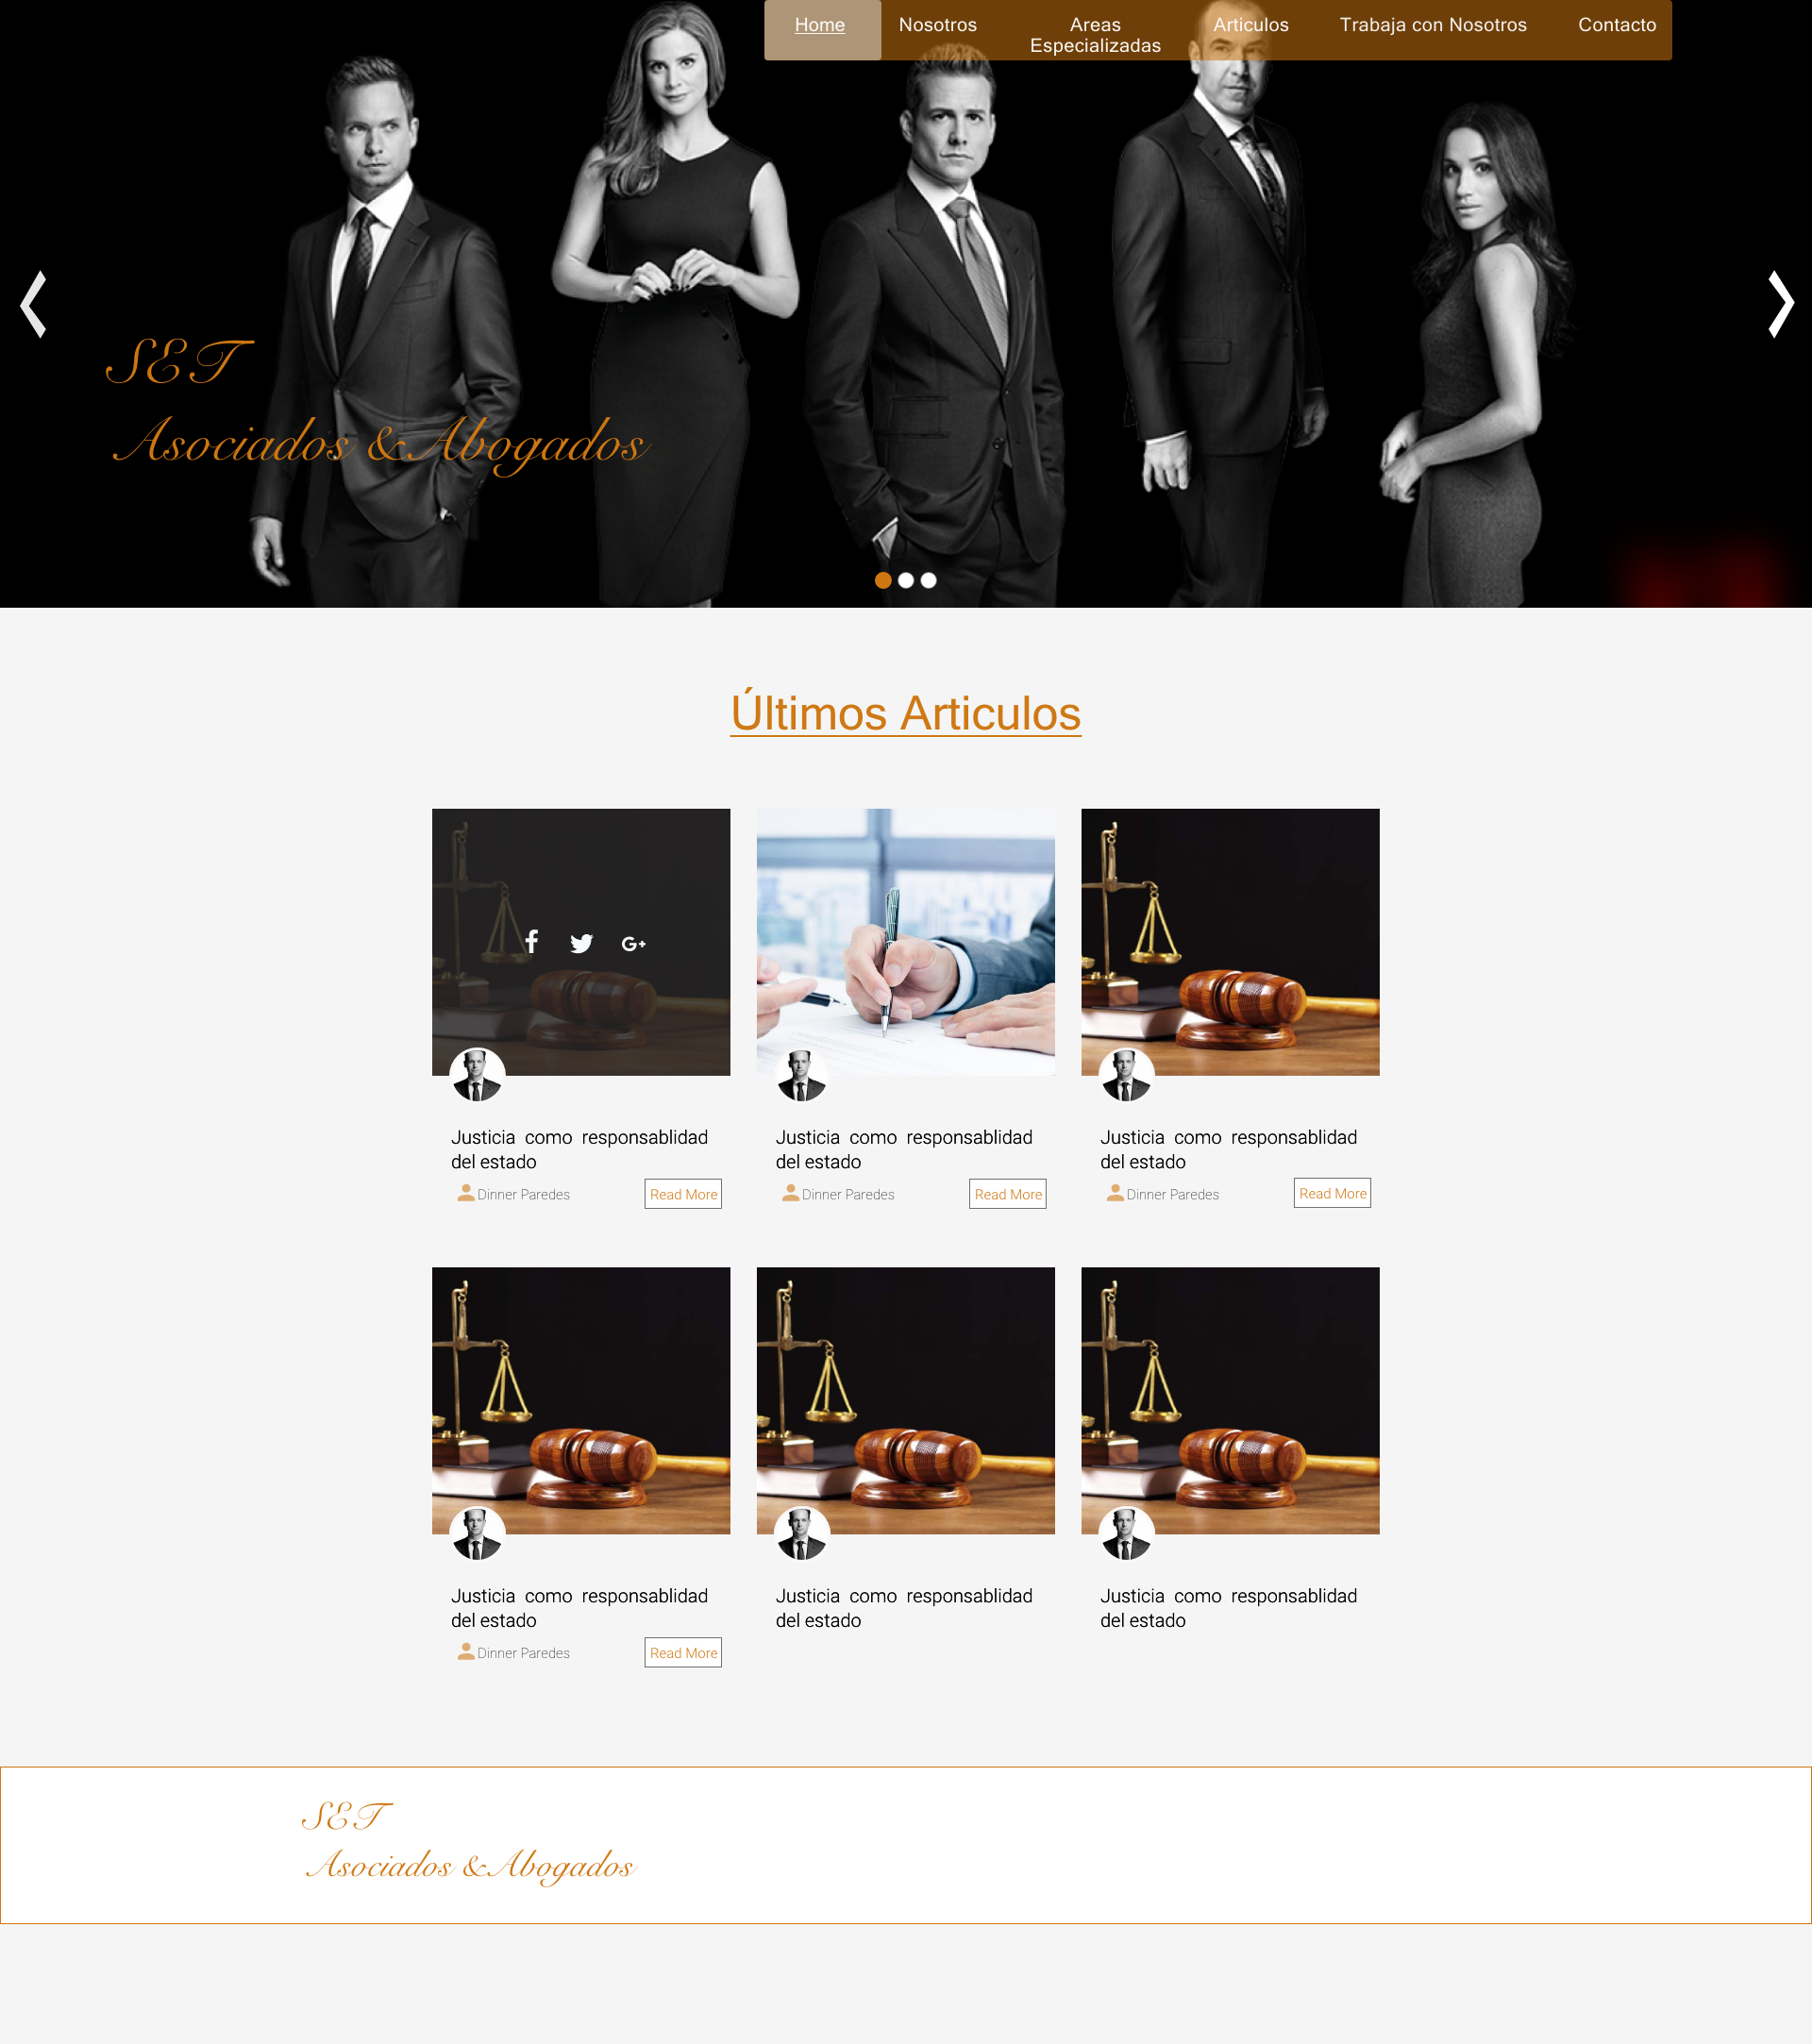 Home Nosotros Areas Especializadas Articulos Trabaja con Nosotros Contacto
SET
Asociados & Abogados
Últimos Articulos
Justicia como responsablidad
del estado
Dinner Paredes Read More
Justicia como responsablidad
del estado
Dinner Paredes Read More
Justicia como responsablidad
del estado
Dinner Paredes Read More
Justicia como responsablidad
del estado
Dinner Paredes Read More
Justicia como responsablidad
del estado
Justicia como responsablidad
del estado
SET
Asociados & Abogados